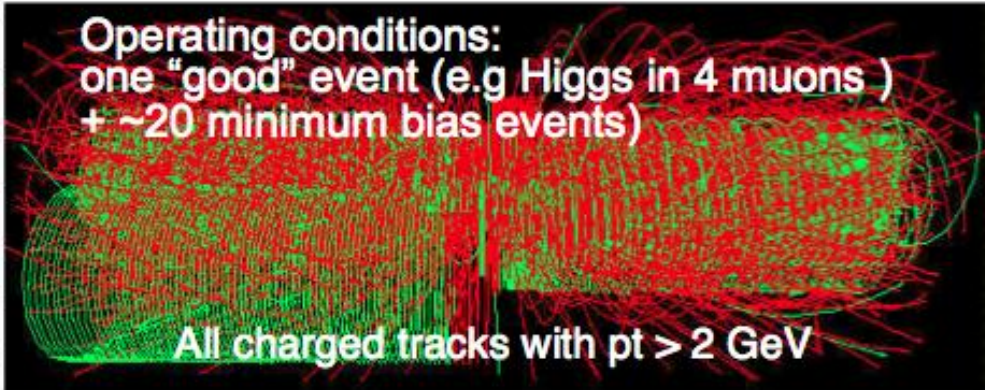 Operating conditions:
one “good” event (e.g Higgs in 4 muons )
+ ~20 minimum bias events)
All charged tracks with pt > 2 GeV